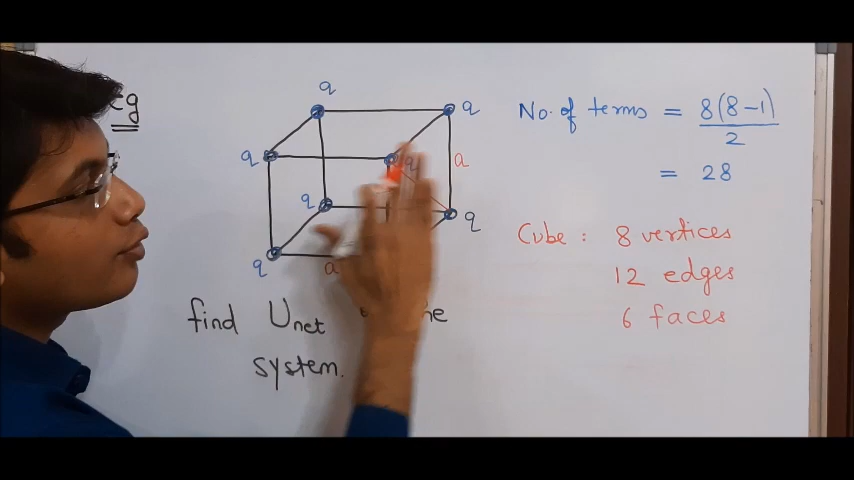 eg
q
q
q
q
a
q
q
q
a
find Unet
system.
No. of terms = 8(8-1)
2
= 28
Cube : 8 vertices
12 edges
6 faces